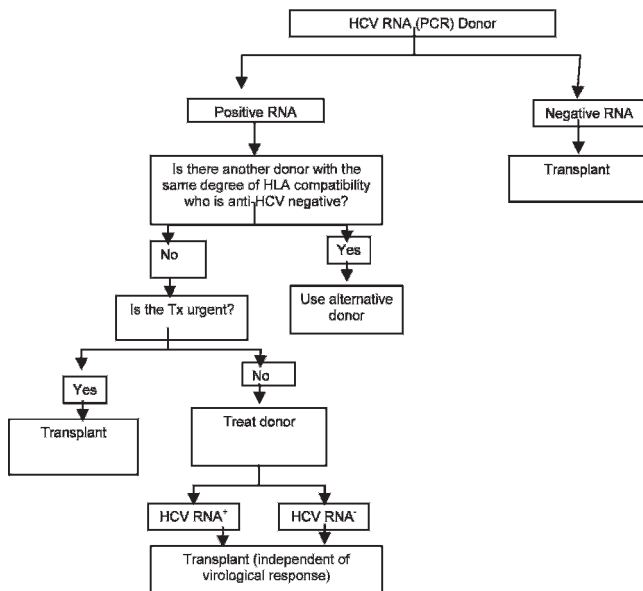 HCV RNA (PCR) Donor
Positive RNA
Negative RNA
Is there another donor with the
same degree of HLA compatibility
who is anti-HCV negative?
Transplant
No
Yes
Is the Tx urgent?
Use alternative
donor
Yes
No
Transplant
Treat donor
HCV RNA⁺
HCV RNA⁻
Transplant (independent of
virological response)